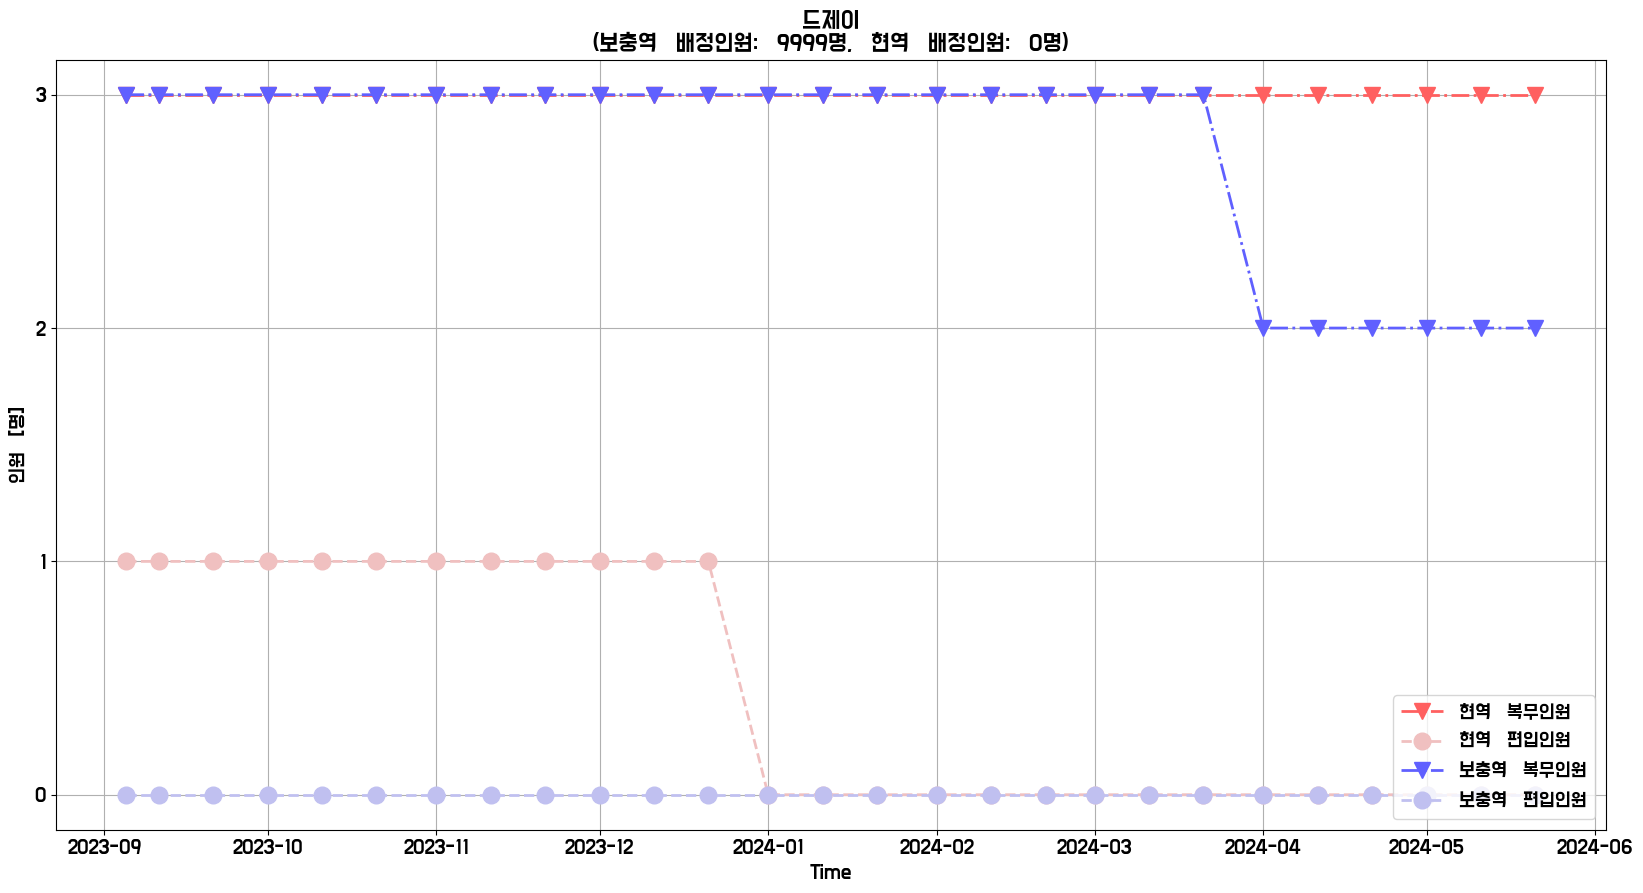 드제이
(보충역 배정인원: 9999명, 현역 배정인원: 0명)
3
2
1
0
인원 [명]
2023-09 2023-10 2023-11 2023-12 2024-01 2024-02 2024-03 2024-04 2024-05 2024-06
Time
현역 복무인원
현역 편입인원
보충역 복무인원
보충역 편입인원